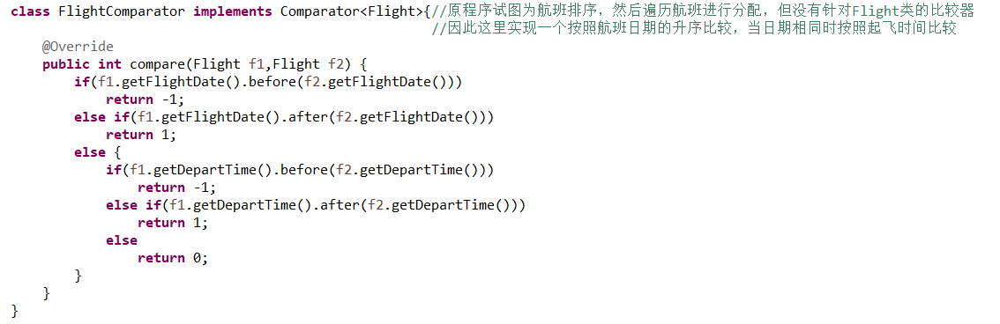 class FlightComparator implements Comparator<Flight>{//原程序试图为航班排序，然后遍历航班进行分配，但没有针对Flight类的比较器
//因此这里实现一个按照航班日期的升序比较，当日期相同时按照起飞时间比较
@Override
public int compare(Flight f1,Flight f2) {
if(f1.getFlightDate().before(f2.getFlightDate()))
return -1;
else if(f1.getFlightDate().after(f2.getFlightDate()))
return 1;
else {
if(f1.getDepartTime().before(f2.getDepartTime()))
return -1;
else if(f1.getDepartTime().after(f2.getDepartTime()))
return 1;
else
return 0;
}
}
}